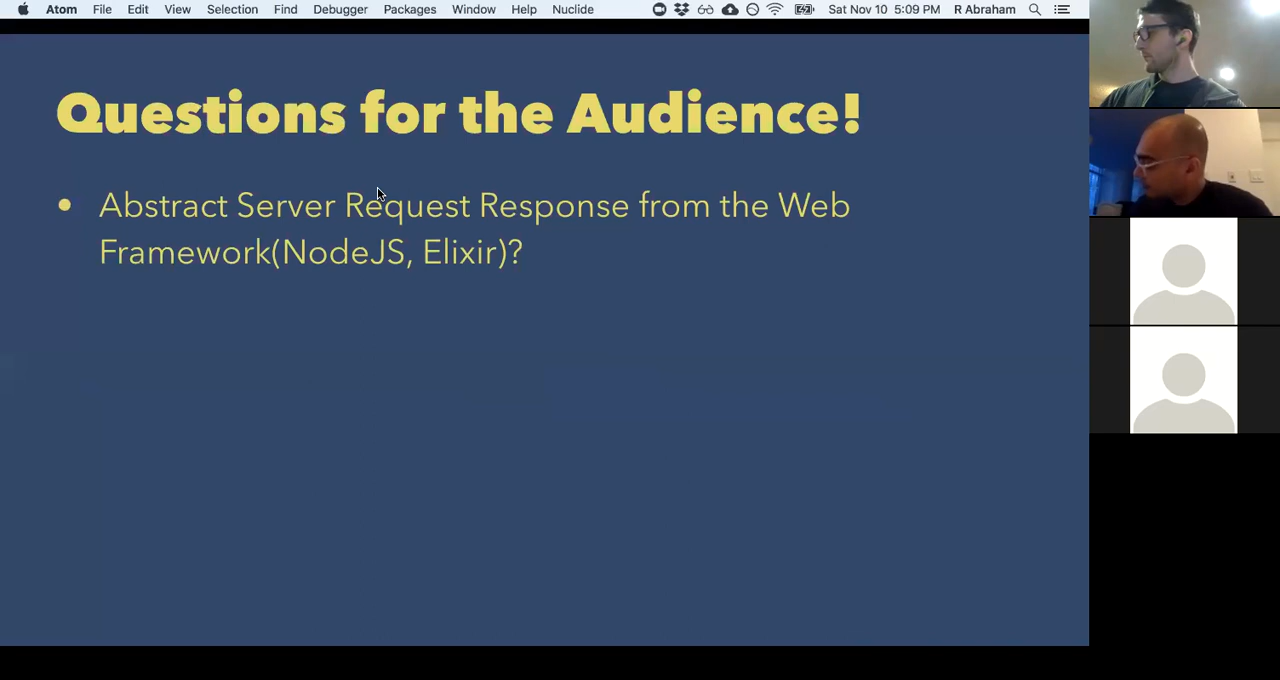 Atom File Edit View Selection Find Debugger Packages Window Help Nuclide Sat Nov 10 5:09 PM R Abraham
Questions for the Audience!
• Abstract Server Request Response from the Web
Framework(NodeJS, Elixir)?